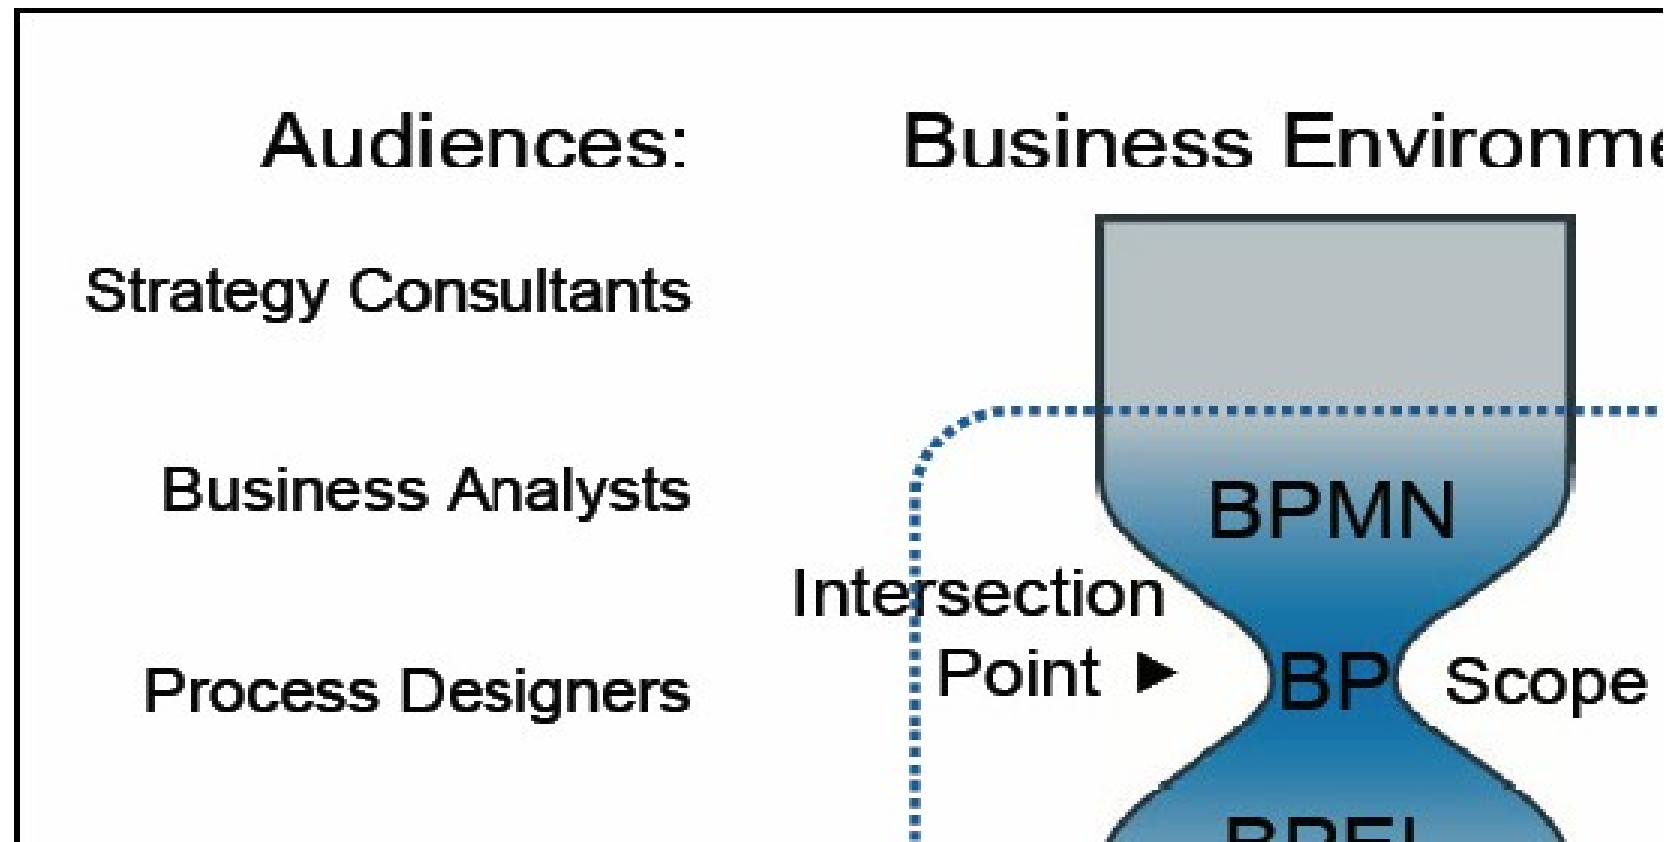 Audiences:
Business Environme
Strategy Consultants
Business Analysts
BPMN
Intersection
Point ►
BP
Scope
Process Designers